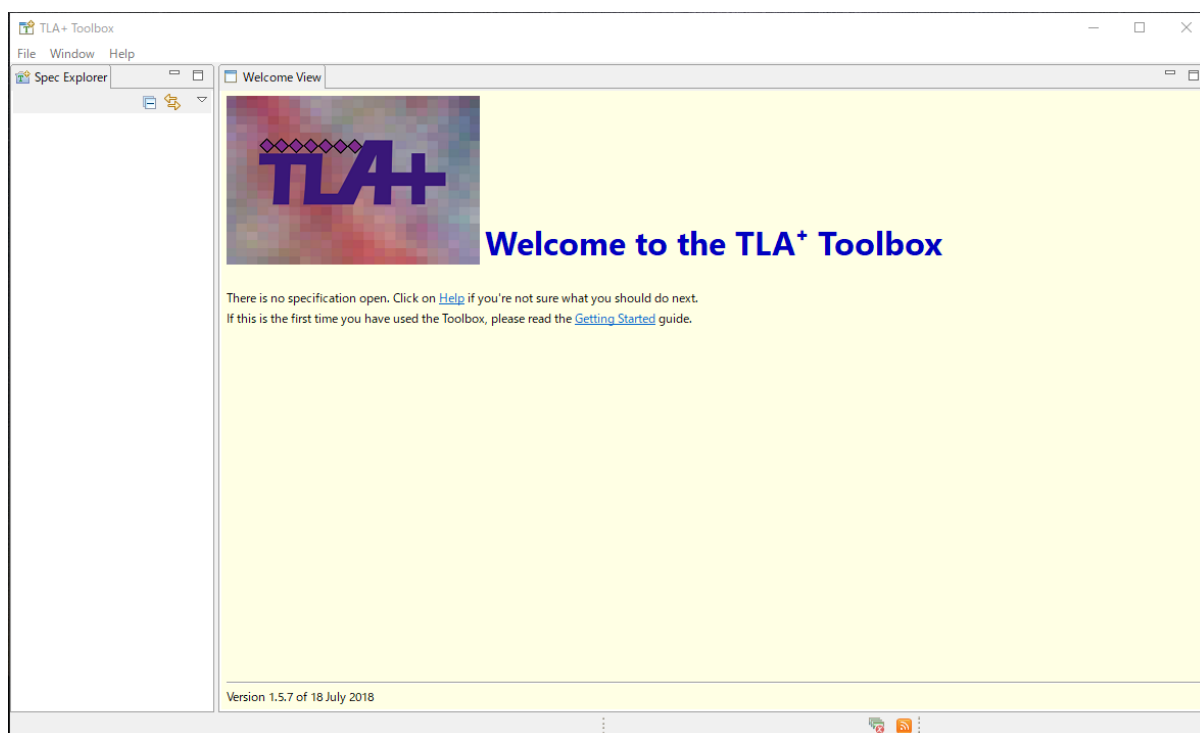 TLA+ Toolbox
File Window Help
Spec Explorer
Welcome View
TLA+
Welcome to the TLA⁺ Toolbox
There is no specification open. Click on Help if you're not sure what you should do next.
If this is the first time you have used the Toolbox, please read the Getting Started guide.
Version 1.5.7 of 18 July 2018